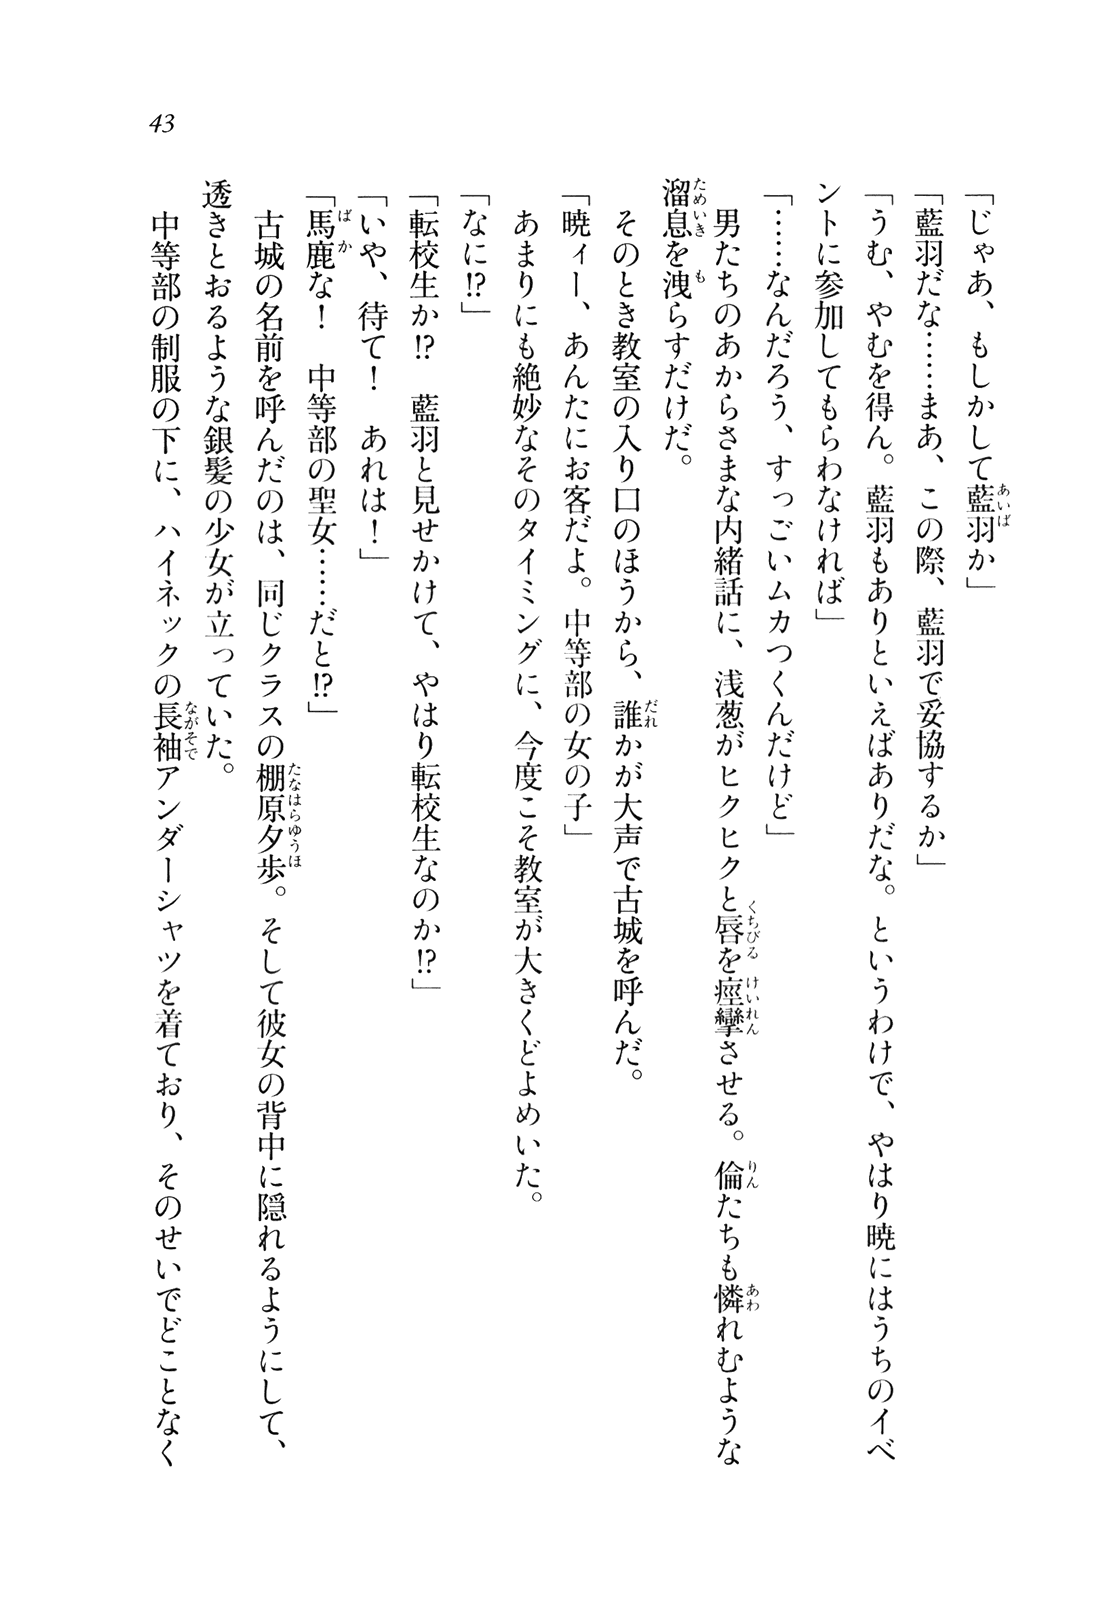 43
「じゃあ、もしかして藍羽か」
「藍羽だな……まあ、この際、藍羽で妥協するか」
「うむ、やむを得ん。藍羽もありといえばありだな。というわけで、やはり暁にはうちのイベ
ントに参加してもらわなければ」
「……なんだろう、すっごいムカつくんだけど」
　男たちのあからさまな内緒話に、浅葱がヒクヒクと唇を痙攣させる。倫たちも憐れむような
溜息を洩らすだけだ。
　そのとき教室の入り口のほうから、誰かが大声で古城を呼んだ。
「暁ィー、あんたにお客だよ。中等部の女の子」
　あまりにも絶妙なそのタイミングに、今度こそ教室が大きくどよめいた。
「なに!?」
「転校生か!?　藍羽と見せかけて、やはり転校生なのか!?」
「いや、待て！　あれは！」
「馬鹿な！　中等部の聖女……だと!?」
　古城の名前を呼んだのは、同じクラスの棚原夕歩。そして彼女の背中に隠れるようにして、
透きとおるような銀髪の少女が立っていた。
　中等部の制服の下に、ハイネックの長袖アンダーシャツを着ており、そのせいでどことなく